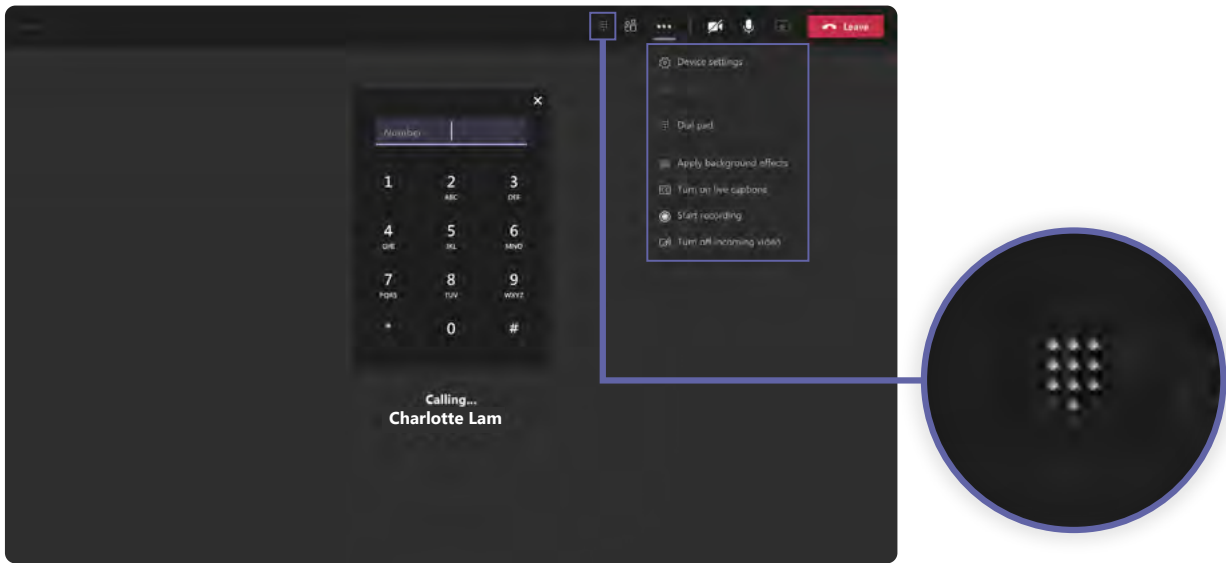 Leave
Device settings
Dial pad
Apply background effects
Turn on live captions
Start recording
Turn off incoming video
Number
1 2 3
ABC DEF
4 5 6
GHI JKL MNO
7 8 9
PQRS TUV WXYZ
* 0 #
Calling...
Charlotte Lam